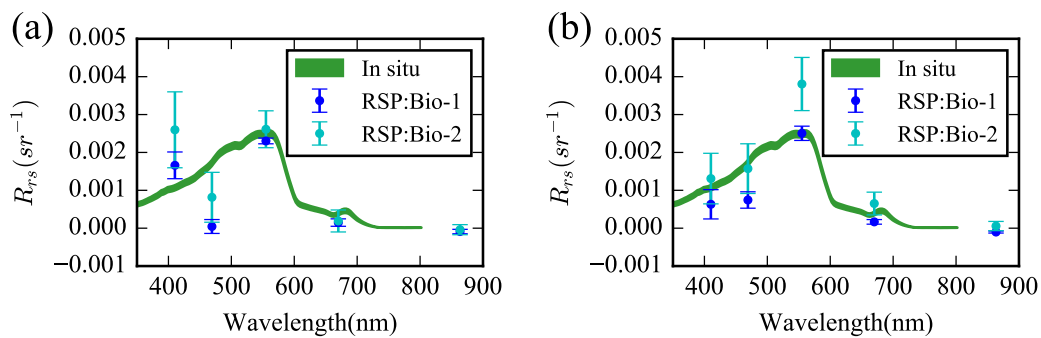 (a)
0.005
0.004
0.003
0.002
0.001
0.000
−0.001
R_rs(sr⁻¹)
400 500 600 700 800 900
Wavelength(nm)
In situ
RSP:Bio-1
RSP:Bio-2
(b)
0.005
0.004
0.003
0.002
0.001
0.000
−0.001
R_rs(sr⁻¹)
400 500 600 700 800 900
Wavelength(nm)
In situ
RSP:Bio-1
RSP:Bio-2